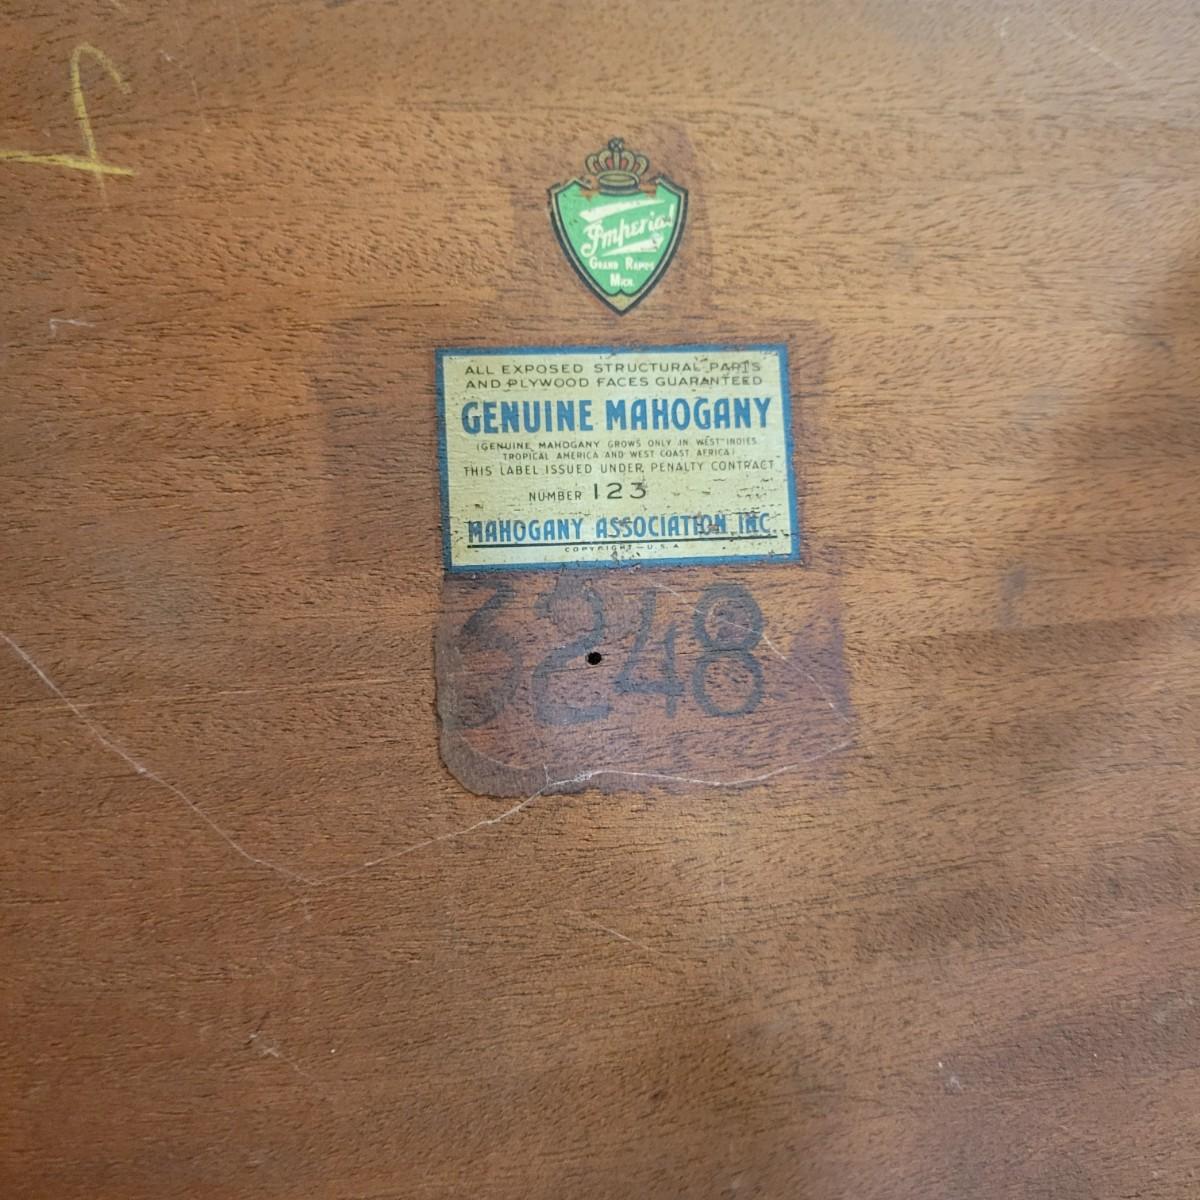 Imperial
GRAND RAPIDS
MICH.
ALL EXPOSED STRUCTURAL PARTS
AND PLYWOOD FACES GUARANTEED
GENUINE MAHOGANY
(GENUINE MAHOGANY GROWS ONLY IN WEST INDIES
TROPICAL AMERICA AND WEST COAST AFRICA)
THIS LABEL ISSUED UNDER PENALTY CONTRACT
NUMBER 123
MAHOGANY ASSOCIATION INC.
COPYRIGHT—U.S.A
3248